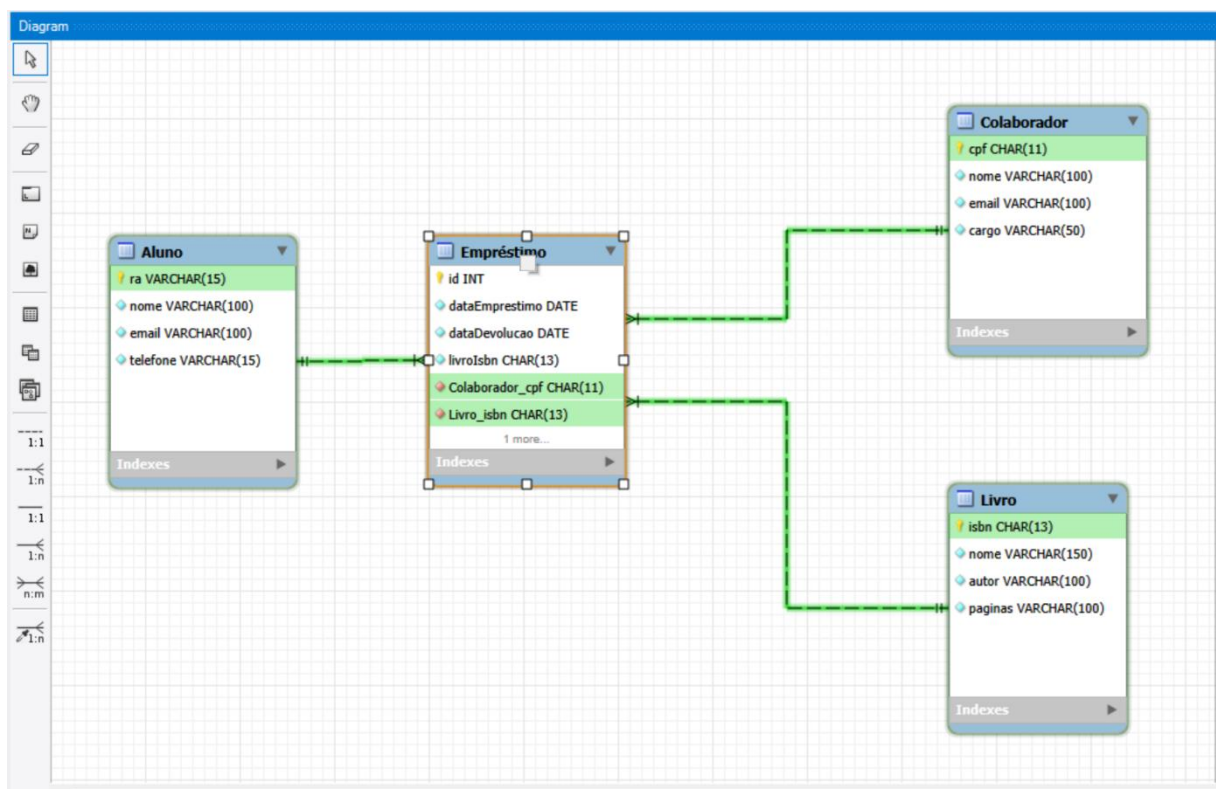 Diagram
1:1
1:n
1:1
1:n
n:m
1:n
Aluno
ra VARCHAR(15)
nome VARCHAR(100)
email VARCHAR(100)
telefone VARCHAR(15)
Indexes
Empréstimo
id INT
dataEmprestimo DATE
dataDevolucao DATE
livroIsbn CHAR(13)
Colaborador_cpf CHAR(11)
Livro_isbn CHAR(13)
1 more...
Indexes
Colaborador
cpf CHAR(11)
nome VARCHAR(100)
email VARCHAR(100)
cargo VARCHAR(50)
Indexes
Livro
isbn CHAR(13)
nome VARCHAR(150)
autor VARCHAR(100)
paginas VARCHAR(100)
Indexes